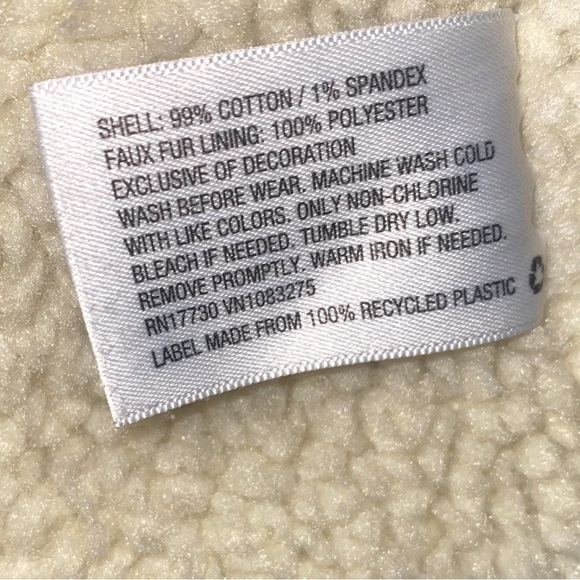 SHELL: 99% COTTON / 1% SPANDEX
FAUX FUR LINING: 100% POLYESTER
EXCLUSIVE OF DECORATION
WASH BEFORE WEAR. MACHINE WASH COLD
WITH LIKE COLORS. ONLY NON-CHLORINE
BLEACH IF NEEDED. TUMBLE DRY LOW.
REMOVE PROMPTLY. WARM IRON IF NEEDED.
RN17730 VN1083275
LABEL MADE FROM 100% RECYCLED PLASTIC